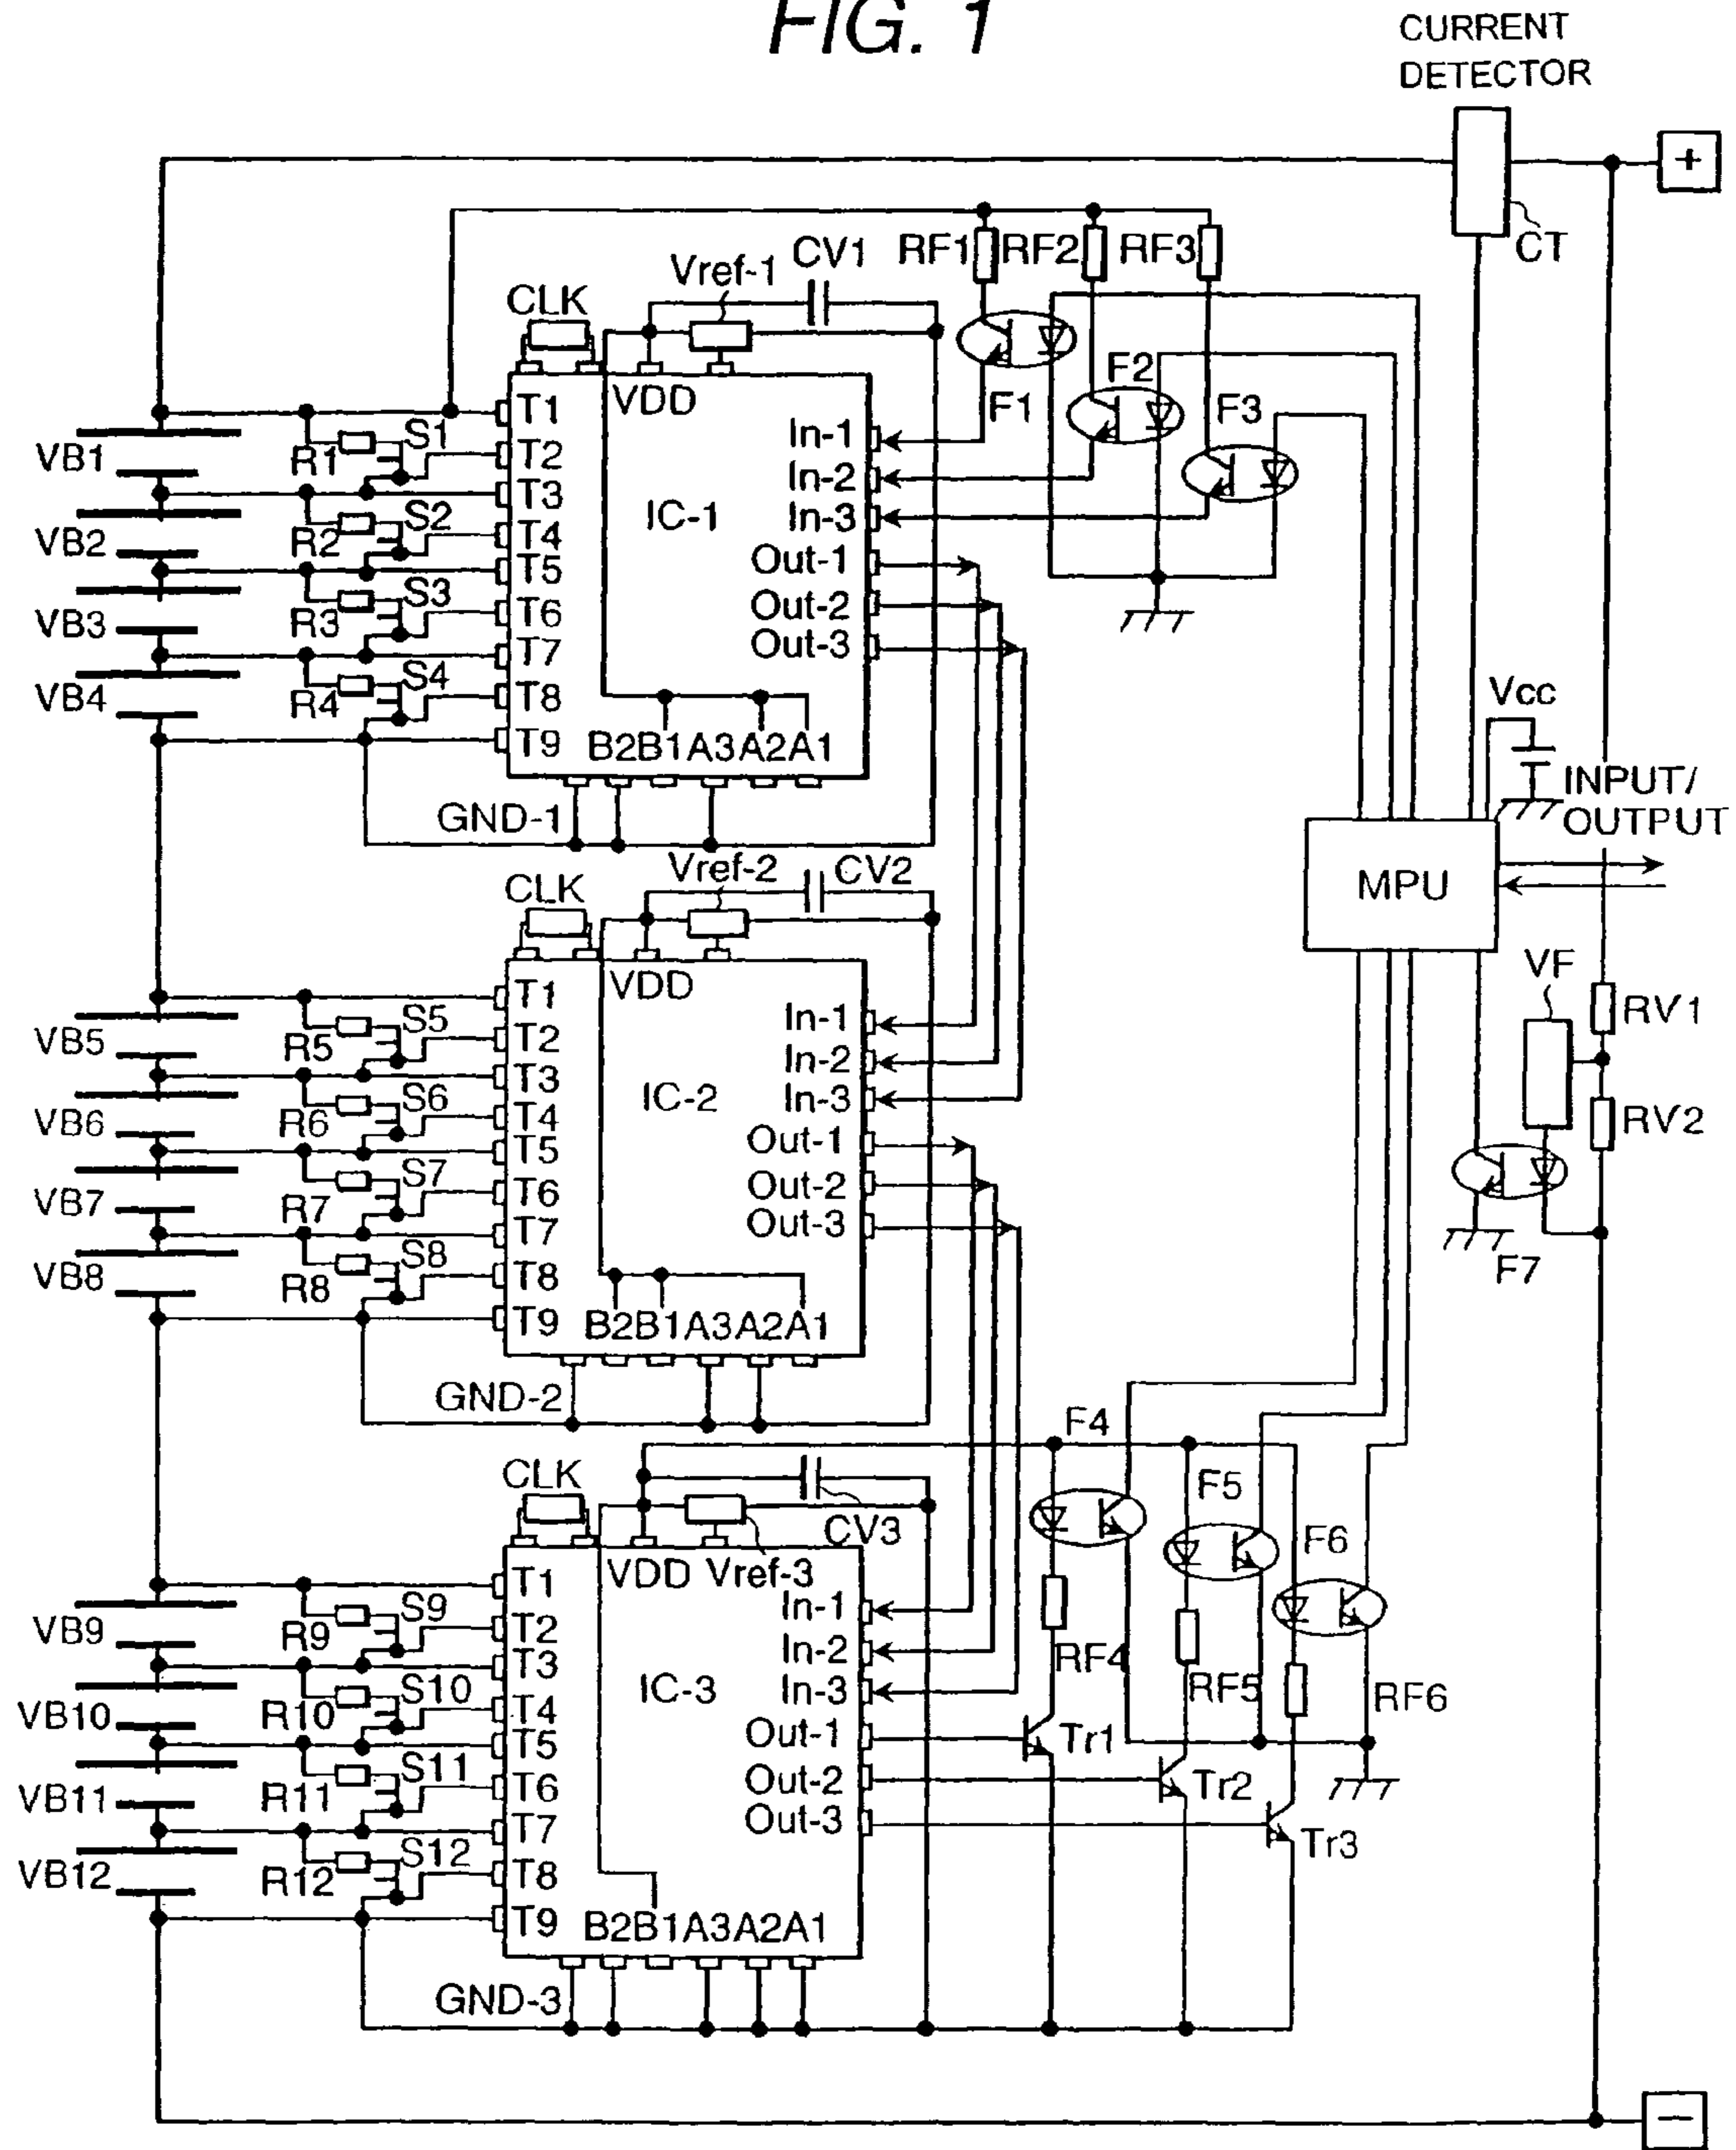 FIG. 1
CURRENT
DETECTOR
+
CT
RF1
RF2
RF3
CV1
Vref-1
CLK
VDD
F1
F2
F3
T1
T2
T3
T4
T5
T6
T7
T8
T9
In-1
In-2
In-3
Out-1
Out-2
Out-3
IC-1
B2B1A3A2A1
GND-1
VB1
VB2
VB3
VB4
R1
S1
R2
S2
R3
S3
R4
S4
Vcc
INPUT/
OUTPUT
MPU
VF
RV1
RV2
F7
Vref-2
CV2
CLK
VDD
T1
T2
T3
T4
T5
T6
T7
T8
T9
In-1
In-2
In-3
Out-1
Out-2
Out-3
IC-2
B2B1A3A2A1
GND-2
VB5
VB6
VB7
VB8
R5
S5
R6
S6
R7
S7
R8
S8
F4
F5
F6
CLK
CV3
VDD
Vref-3
T1
T2
T3
T4
T5
T6
T7
T8
T9
In-1
In-2
In-3
Out-1
Out-2
Out-3
IC-3
B2B1A3A2A1
GND-3
VB9
VB10
VB11
VB12
R9
S9
R10
S10
R11
S11
R12
S12
RF4
RF5
RF6
Tr1
Tr2
Tr3
−